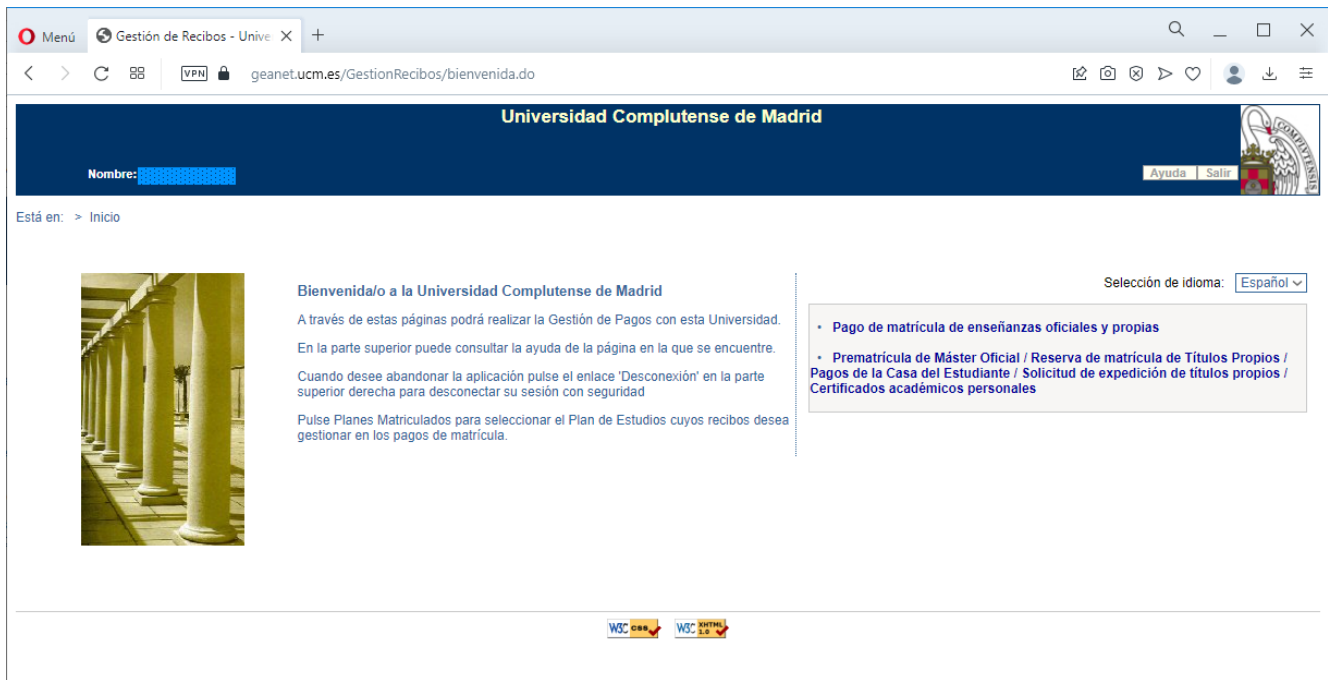 Menú
Gestión de Recibos - Unive
VPN
geanet.ucm.es/GestionRecibos/bienvenida.do
Universidad Complutense de Madrid
Nombre:
Ayuda | Salir
Está en: > Inicio
Selección de idioma: Español
Bienvenida/o a la Universidad Complutense de Madrid
A través de estas páginas podrá realizar la Gestión de Pagos con esta Universidad.
En la parte superior puede consultar la ayuda de la página en la que se encuentre.
Cuando desee abandonar la aplicación pulse el enlace 'Desconexión' en la parte
superior derecha para desconectar su sesión con seguridad
Pulse Planes Matriculados para seleccionar el Plan de Estudios cuyos recibos desea
gestionar en los pagos de matrícula.
• Pago de matrícula de enseñanzas oficiales y propias
• Prematrícula de Máster Oficial / Reserva de matrícula de Títulos Propios /
Pagos de la Casa del Estudiante / Solicitud de expedición de títulos propios /
Certificados académicos personales
W3C css
W3C XHTML 1.0